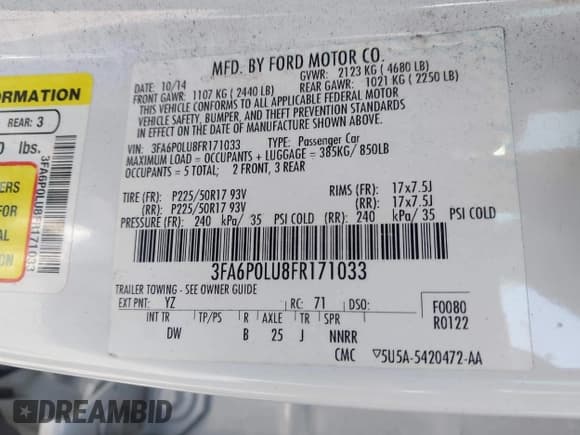 MFD. BY FORD MOTOR CO.
DATE: 10/14 GVWR: 2123 KG ( 4680 LB)
FRONT GAWR: 1107 KG ( 2440 LB) REAR GAWR: 1021 KG ( 2250 LB)
THIS VEHICLE CONFORMS TO ALL APPLICABLE FEDERAL MOTOR
VEHICLE SAFETY, BUMPER, AND THEFT PREVENTION STANDARDS
IN EFFECT ON THE DATE OF MANUFACTURE SHOWN ABOVE.
VIN: 3FA6P0LU8FR171033 TYPE: Passenger Car
MAXIMUM LOAD = OCCUPANTS + LUGGAGE = 385KG/ 850LB
OCCUPANTS = 5 TOTAL; 2 FRONT, 3 REAR
TIRE (FR): P225/50R17 93V RIMS (FR): 17x7.5J
(RR): P225/50R17 93V (RR): 17x7.5J
PRESSURE (FR): 240 kPa/ 35 PSI COLD (RR): 240 kPa/ 35 PSI COLD
3FA6P0LU8FR171033
TRAILER TOWING - SEE OWNER GUIDE
EXT PNT: YZ RC: 71 DSO:
INT TR TP/PS R AXLE TR SPR
DW B 25 J NNRR
F0080
R0122
CMC ▽5U5A-5420472-AA
ORMATION
REAR: 3
0 lbs.
ERS
FOR
AL
ON
3FA6P0LU8FR171033
DREAMBID